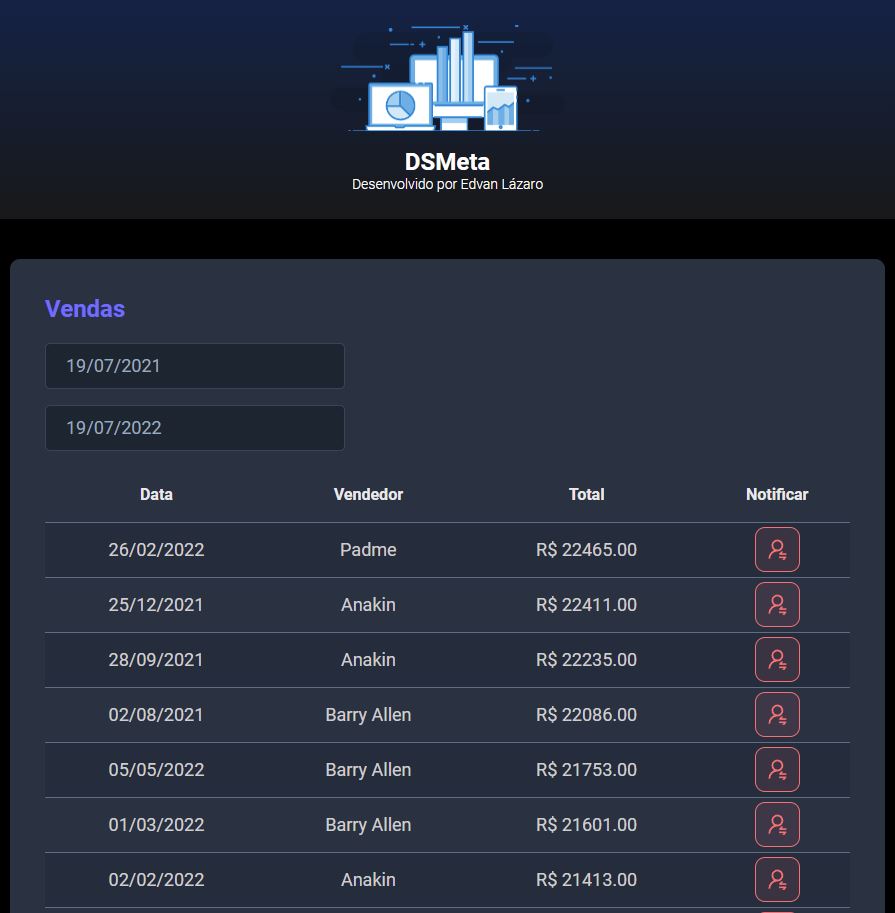 DSMeta
Desenvolvido por Edvan Lázaro
Vendas
19/07/2021
19/07/2022
Data Vendedor Total Notificar
26/02/2022 Padme R$ 22465.00
25/12/2021 Anakin R$ 22411.00
28/09/2021 Anakin R$ 22235.00
02/08/2021 Barry Allen R$ 22086.00
05/05/2022 Barry Allen R$ 21753.00
01/03/2022 Barry Allen R$ 21601.00
02/02/2022 Anakin R$ 21413.00